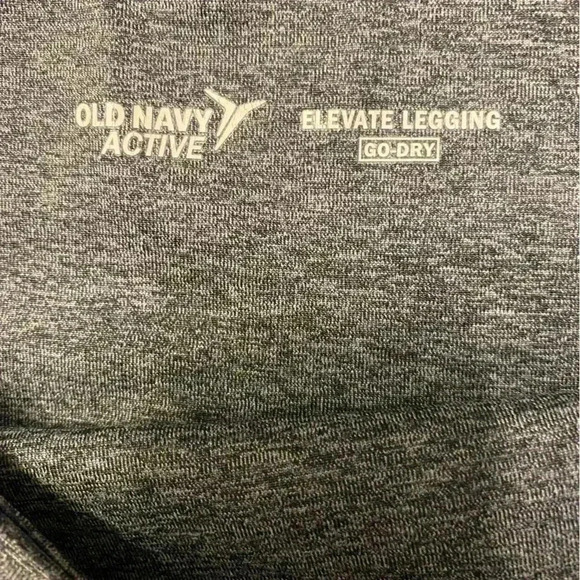 OLD NAVY
ACTIVE
ELEVATE LEGGING
GO-DRY